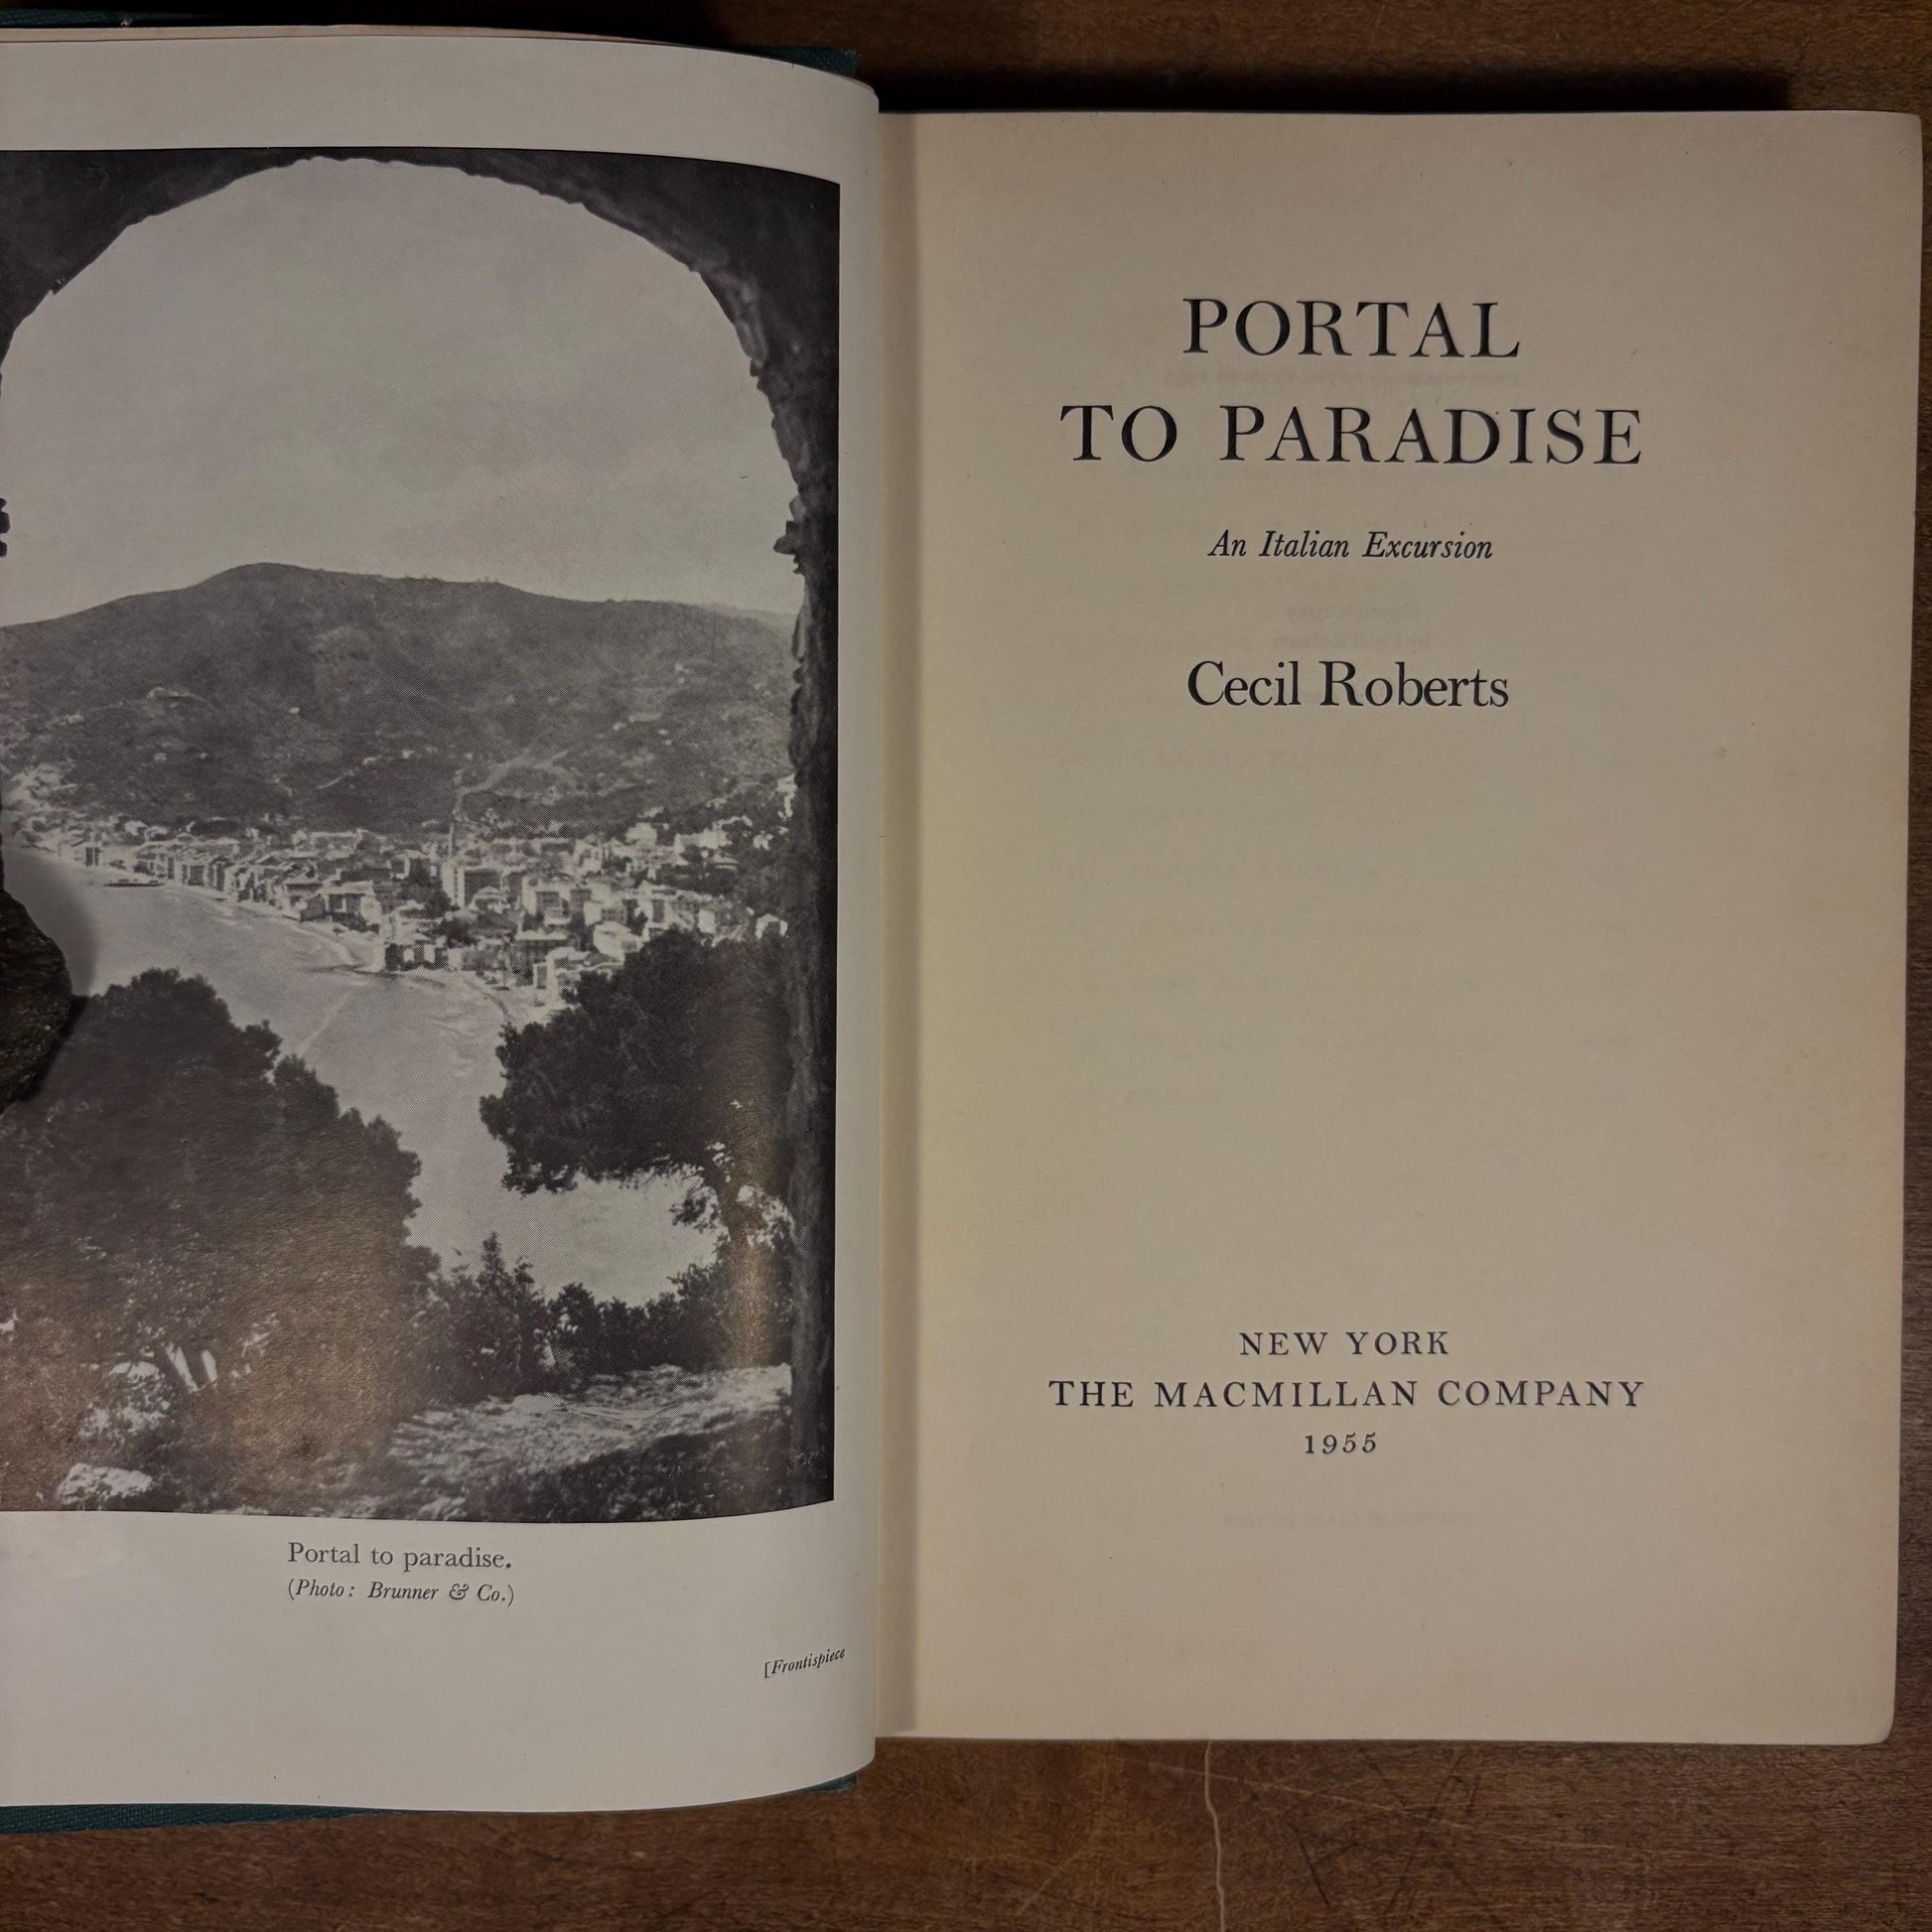 Portal to paradise.
(Photo: Brunner & Co.)
[Frontispiece
PORTAL
TO PARADISE
An Italian Excursion
Cecil Roberts
NEW YORK
THE MACMILLAN COMPANY
1955